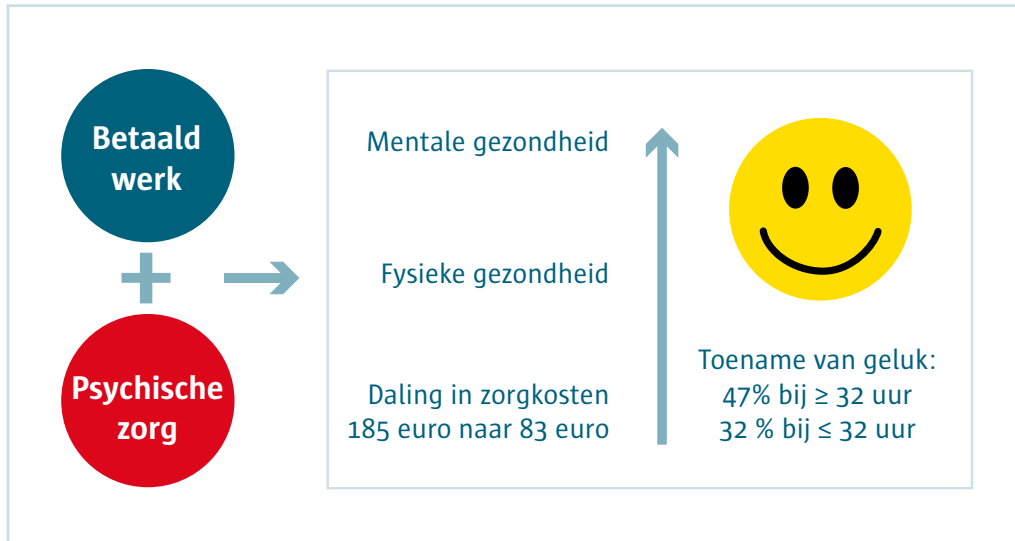 Betaald
werk
+
Psychische
zorg
Mentale gezondheid
Fysieke gezondheid
Daling in zorgkosten
185 euro naar 83 euro
Toename van geluk:
47% bij ≥ 32 uur
32 % bij ≤ 32 uur